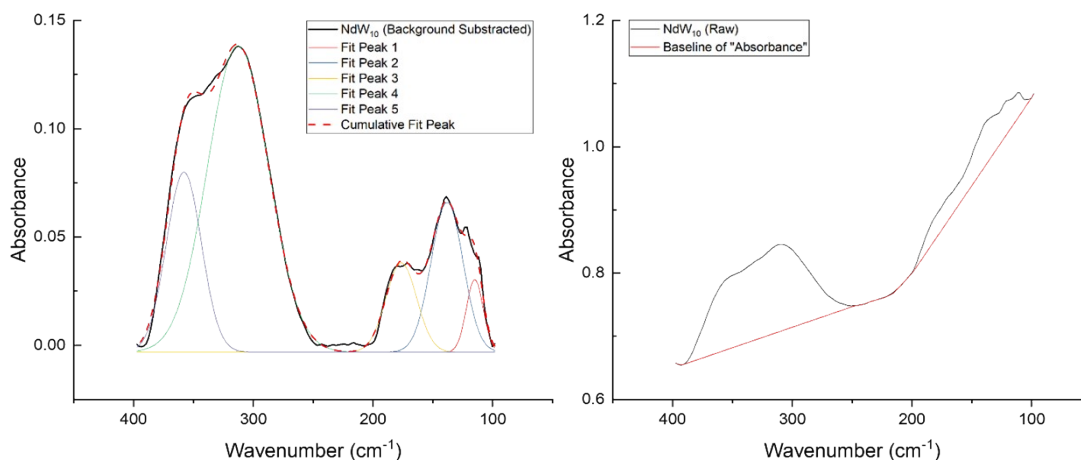 0.15
0.10
0.05
0.00
Absorbance
400
300
200
100
Wavenumber (cm⁻¹)
NdW₁₀ (Background Substracted)
Fit Peak 1
Fit Peak 2
Fit Peak 3
Fit Peak 4
Fit Peak 5
Cumulative Fit Peak
1.2
1.0
0.8
0.6
Absorbance
400
300
200
100
Wavenumber (cm⁻¹)
NdW₁₀ (Raw)
Baseline of "Absorbance"